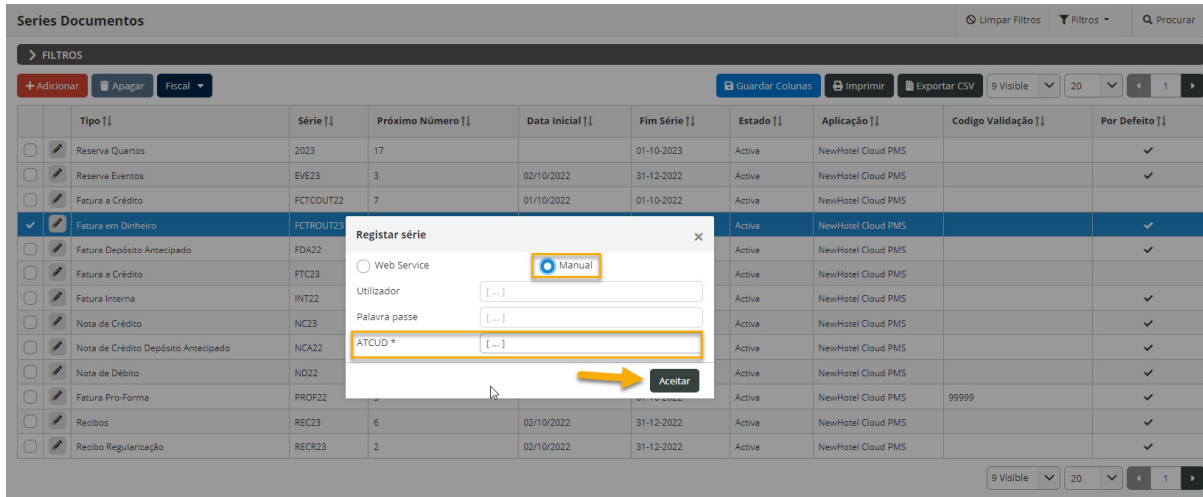 Series Documentos
Limpar Filtros Filtros Procurar
FILTROS
Adicionar Apagar Fiscal Guardar Colunas Imprimir Exportar CSV 9 Visible 20 1
Tipo Série Próximo Número Data Inicial Fim Série Estado Aplicação Codigo Validação Por Defeito
Reserva Quartos 2023 17 01-10-2023 Activa NewHotel Cloud PMS
Reserva Eventos EVE23 3 02/10/2022 31-12-2022 Activa NewHotel Cloud PMS
Fatura a Crédito FCTCOUT22 7 01/10/2022 01-10-2022 Activa NewHotel Cloud PMS
Fatura em Dinheiro FCTROUT23 Activa NewHotel Cloud PMS
Fatura Depósito Antecipado FDA22 Activa NewHotel Cloud PMS
Fatura a Crédito FTC23 Activa NewHotel Cloud PMS
Fatura Interna INT22 Activa NewHotel Cloud PMS
Nota de Crédito NC23 Activa NewHotel Cloud PMS
Nota de Crédito Depósito Antecipado NCA22 Activa NewHotel Cloud PMS
Nota de Débito ND22 Activa NewHotel Cloud PMS
Fatura Pro-Forma PROF22 Activa NewHotel Cloud PMS 99999
Recibos REC23 6 02/10/2022 31-12-2022 Activa NewHotel Cloud PMS
Recibo Regularização RECR23 2 02/10/2022 31-12-2022 Activa NewHotel Cloud PMS
Registar série
Web Service Manual
Utilizador [ ... ]
Palavra passe [ ... ]
ATCUD * [ ... ]
Aceitar
9 Visible 20 1